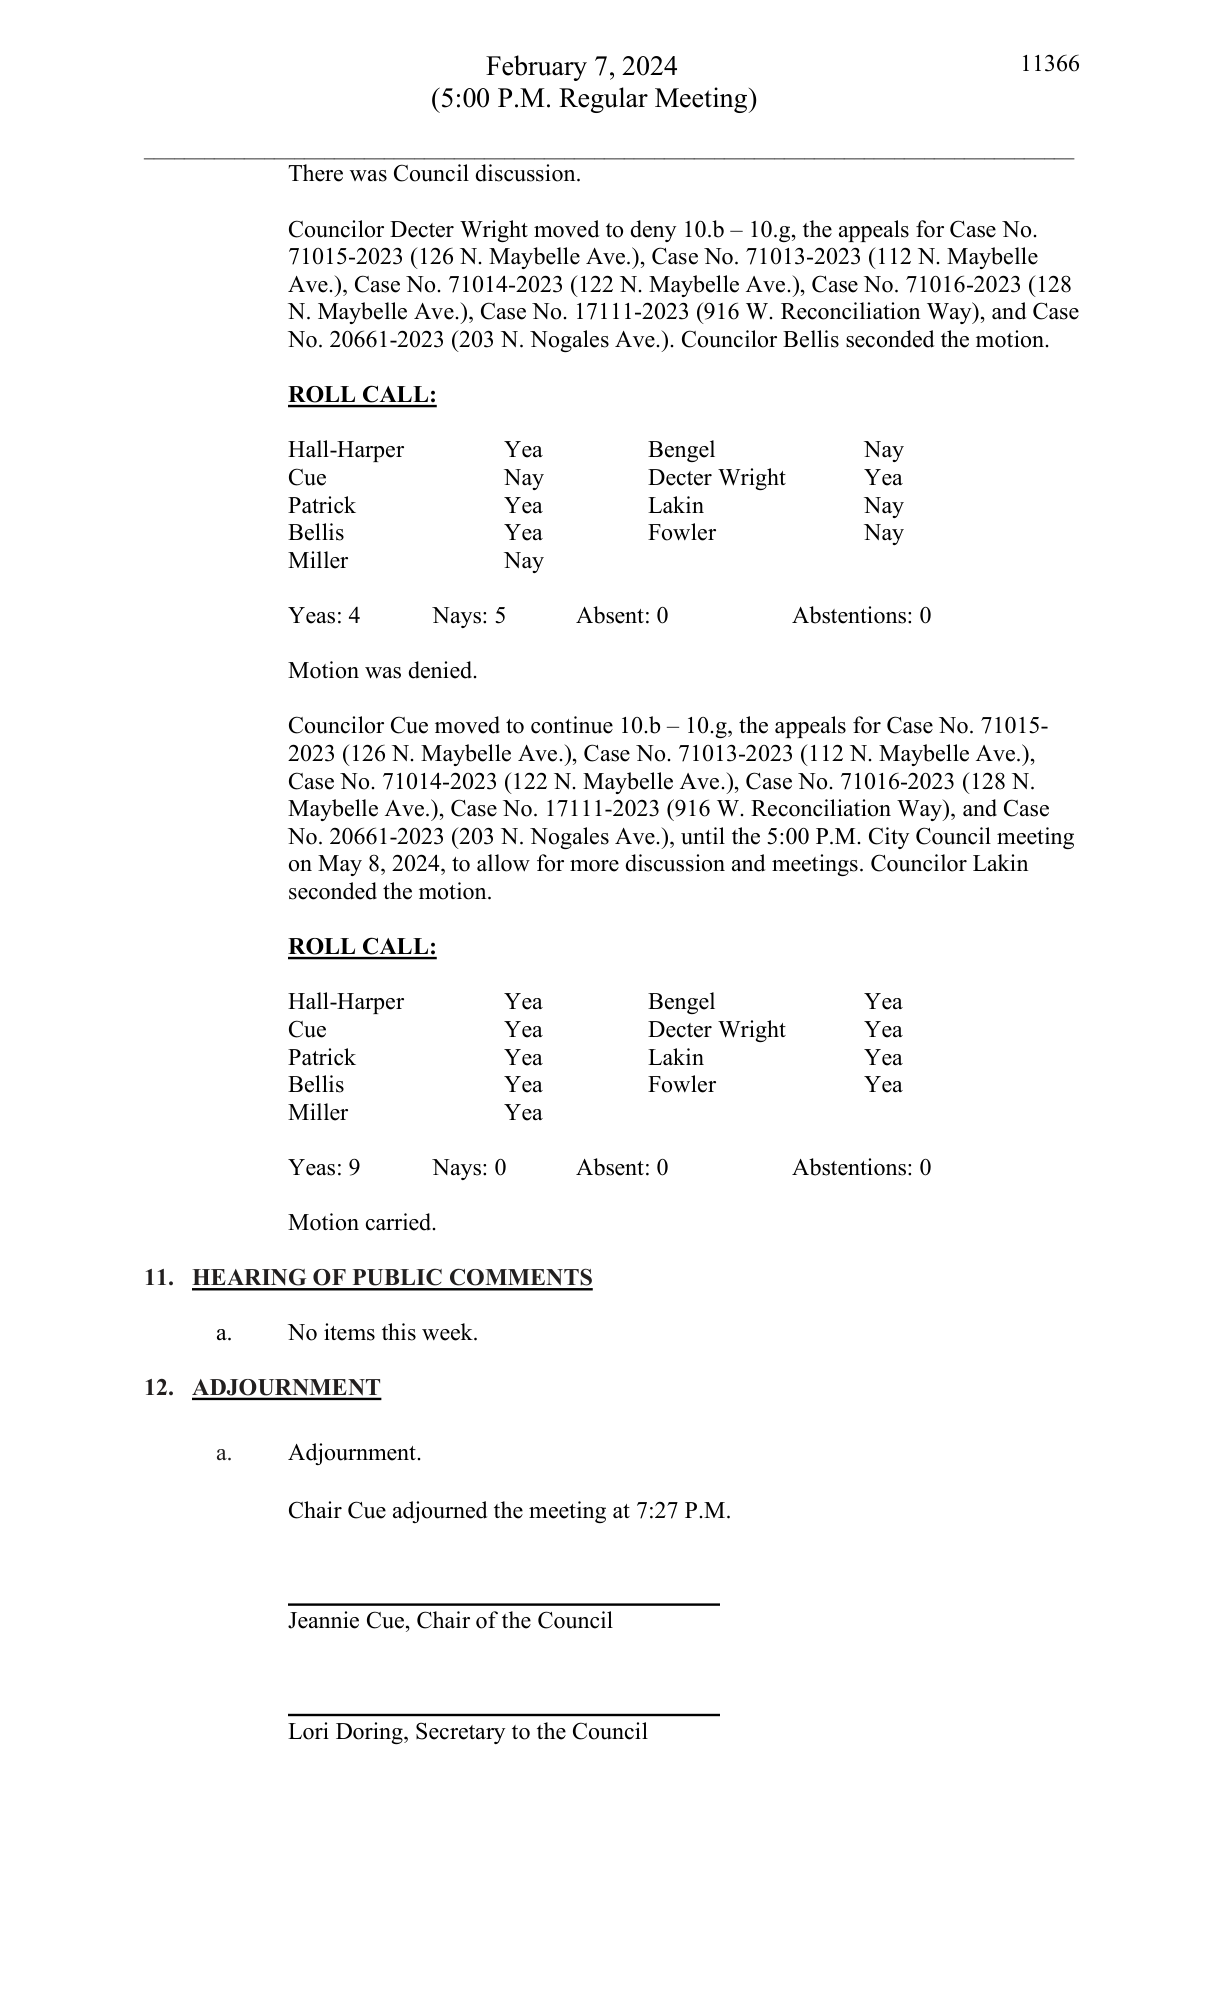 February 7, 2024 11366
(5:00 P.M. Regular Meeting)
There was Council discussion.
Councilor Decter Wright moved to deny 10.b – 10.g, the appeals for Case No.
71015-2023 (126 N. Maybelle Ave.), Case No. 71013-2023 (112 N. Maybelle
Ave.), Case No. 71014-2023 (122 N. Maybelle Ave.), Case No. 71016-2023 (128
N. Maybelle Ave.), Case No. 17111-2023 (916 W. Reconciliation Way), and Case
No. 20661-2023 (203 N. Nogales Ave.). Councilor Bellis seconded the motion.
ROLL CALL:
Hall-Harper Yea Bengel Nay
Cue Nay Decter Wright Yea
Patrick Yea Lakin Nay
Bellis Yea Fowler Nay
Miller Nay
Yeas: 4 Nays: 5 Absent: 0 Abstentions: 0
Motion was denied.
Councilor Cue moved to continue 10.b – 10.g, the appeals for Case No. 71015-
2023 (126 N. Maybelle Ave.), Case No. 71013-2023 (112 N. Maybelle Ave.),
Case No. 71014-2023 (122 N. Maybelle Ave.), Case No. 71016-2023 (128 N.
Maybelle Ave.), Case No. 17111-2023 (916 W. Reconciliation Way), and Case
No. 20661-2023 (203 N. Nogales Ave.), until the 5:00 P.M. City Council meeting
on May 8, 2024, to allow for more discussion and meetings. Councilor Lakin
seconded the motion.
ROLL CALL:
Hall-Harper Yea Bengel Yea
Cue Yea Decter Wright Yea
Patrick Yea Lakin Yea
Bellis Yea Fowler Yea
Miller Yea
Yeas: 9 Nays: 0 Absent: 0 Abstentions: 0
Motion carried.
11. HEARING OF PUBLIC COMMENTS
a. No items this week.
12. ADJOURNMENT
a. Adjournment.
Chair Cue adjourned the meeting at 7:27 P.M.
Jeannie Cue, Chair of the Council
Lori Doring, Secretary to the Council